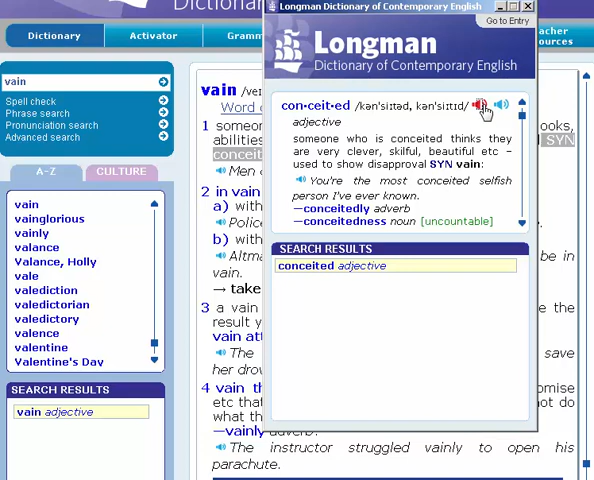 Dictionary
Activator
Gramm
acher
ources
vain
Spell check
Phrase search
Pronunciation search
Advanced search
A-Z
CULTURE
vain
vainglorious
vainly
valance
Valance, Holly
vale
valediction
valedictorian
valedictory
valence
valentine
Valentine's Day
SEARCH RESULTS
vain adjective
vain /veɪ
Word o
1 someon
abilities
conceit
Men
2 in vain
a) with
Police
b) with
Altma
vain.
→ take
3 a vain
result y
vain att
The
her drow
4 vain th
etc that
what th
—vainly adverb:
The instructor struggled vainly to open his
parachute.
ooks,
SYN
e.
be in
e the
save
omise
not do
Longman Dictionary of Contemporary English
Go to Entry
Longman
Dictionary of Contemporary English
con·ceit·ed /kənˈsiːtəd, kənˈsiːtɪd/
adjective
someone who is conceited thinks they
are very clever, skilful, beautiful etc –
used to show disapproval SYN vain:
You're the most conceited selfish
person I've ever known.
—conceitedly adverb
—conceitedness noun [uncountable]
SEARCH RESULTS
conceited adjective